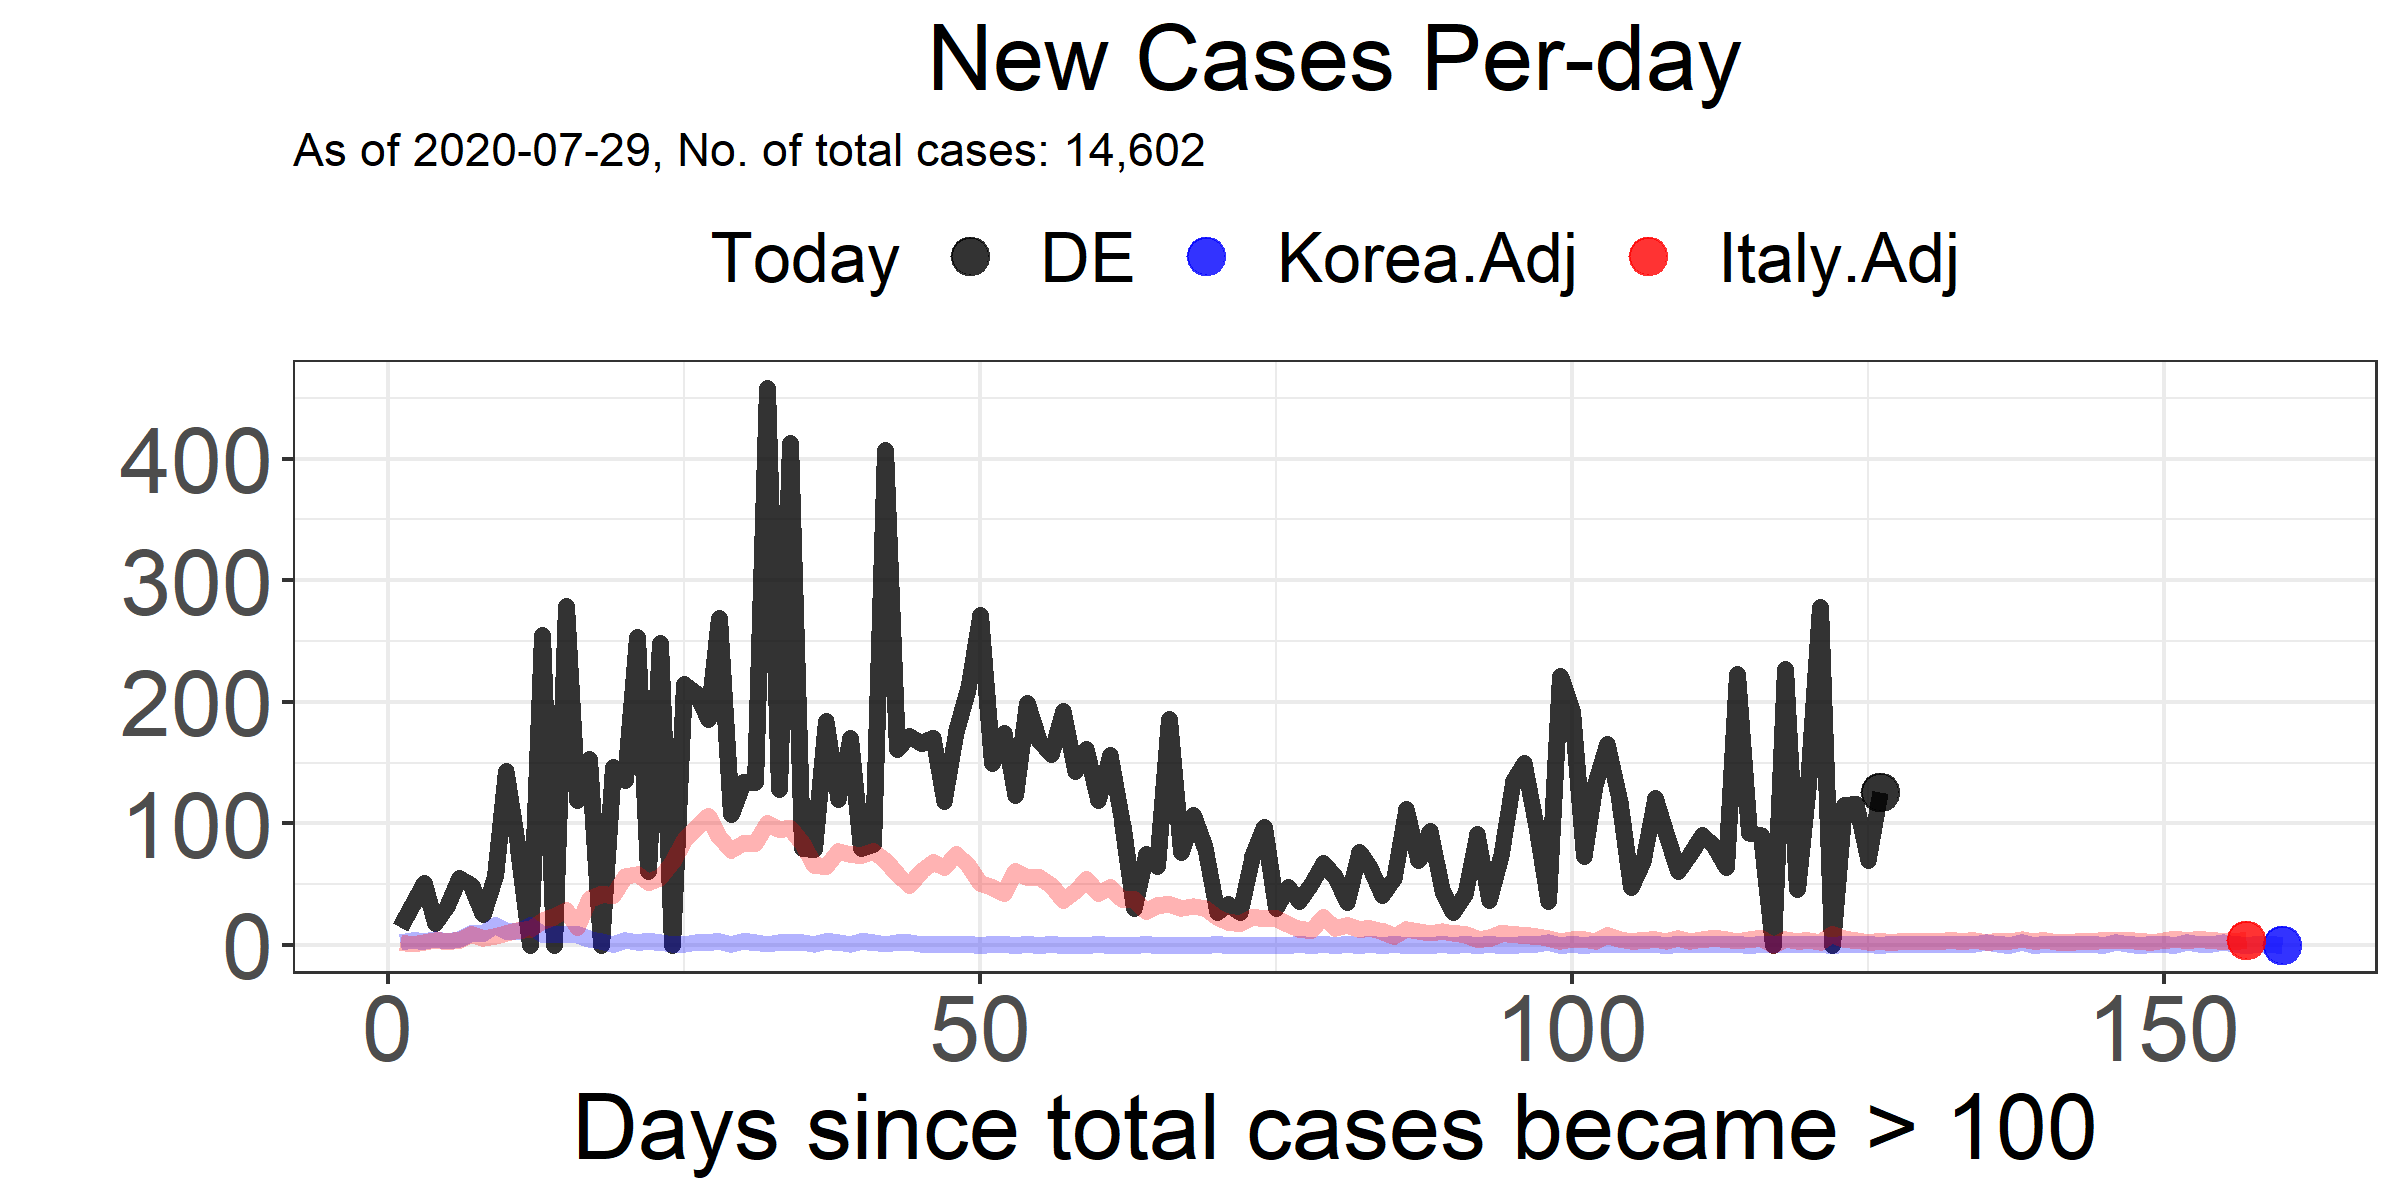 New Cases Per-day
As of 2020-07-29, No. of total cases: 14,602
Today DE Korea.Adj Italy.Adj
400
300
200
100
0
0 50 100 150
Days since total cases became > 100